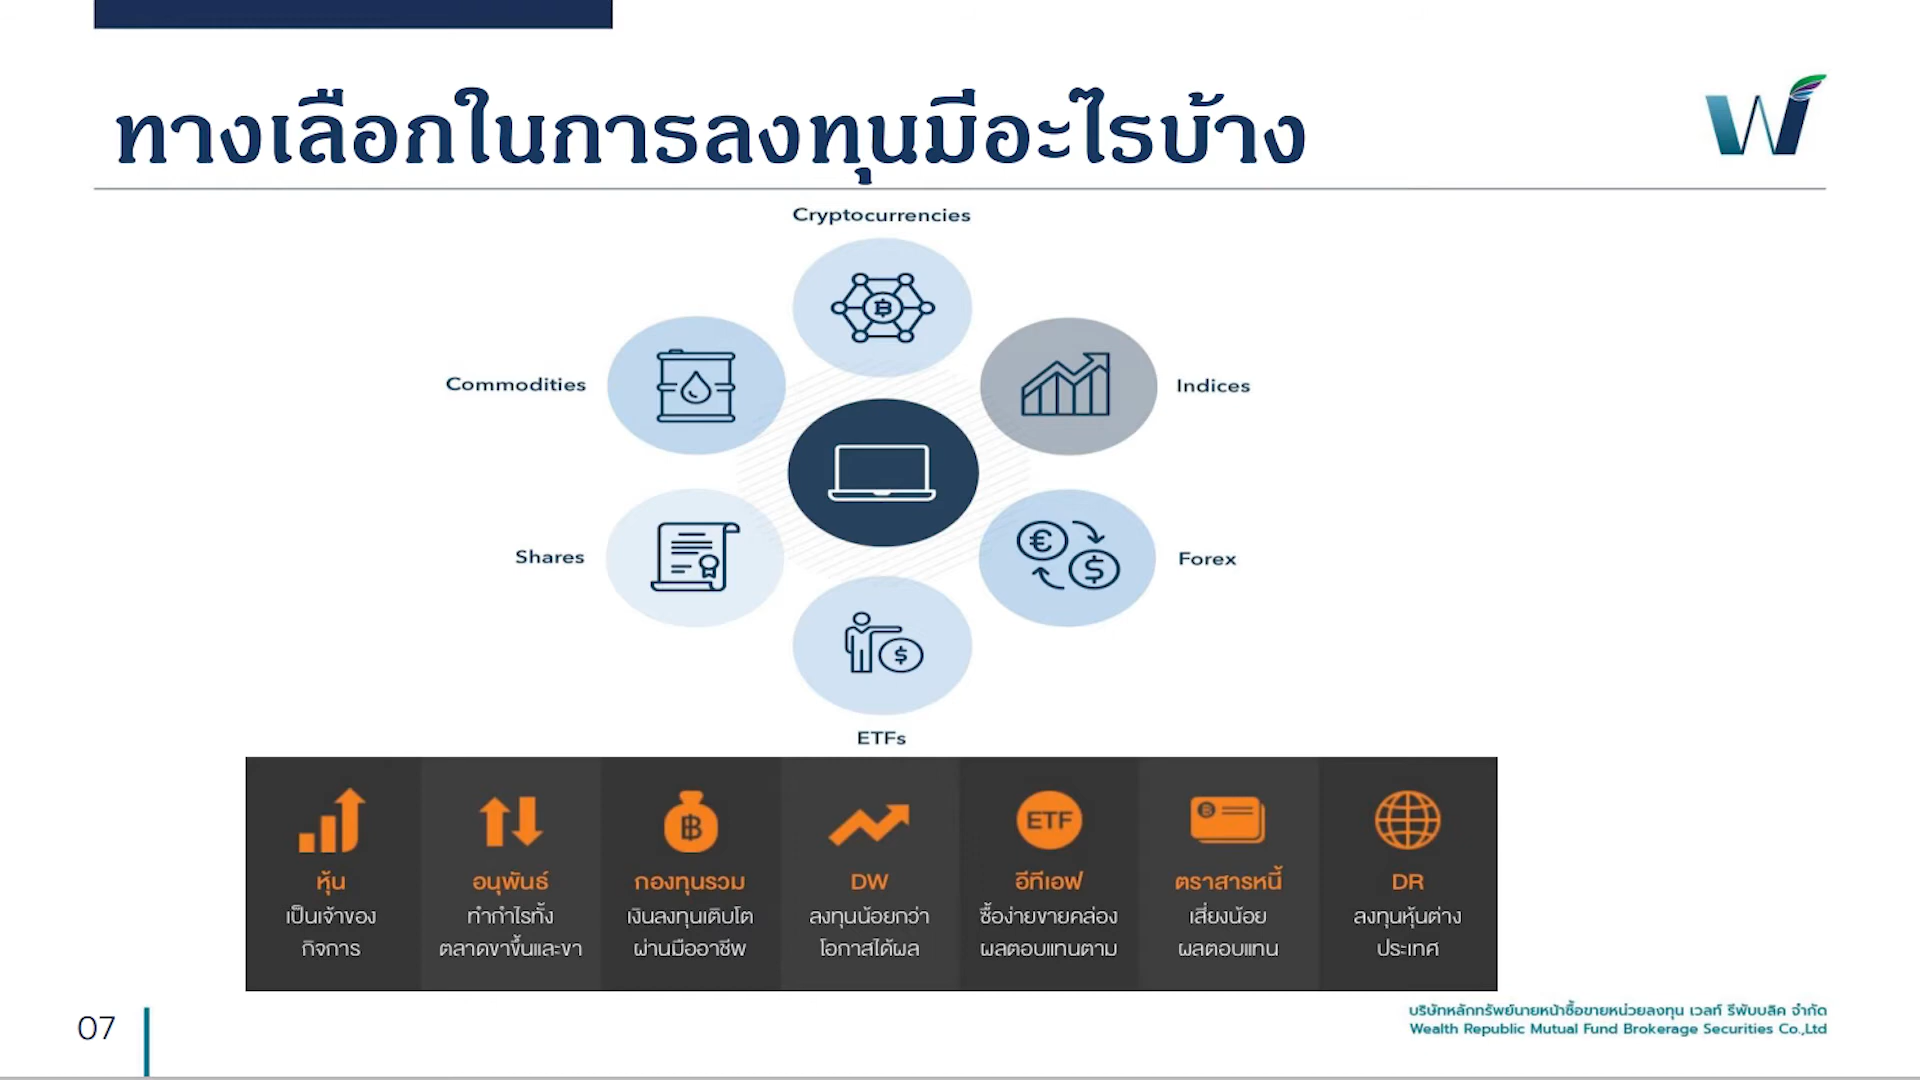 ทางเลือกในการลงทุนมีอะไรบ้าง
Cryptocurrencies
Commodities
Indices
Shares
Forex
ETFs
หุ้น
เป็นเจ้าของ
กิจการ
อนุพันธ์
ทำกำไรทั้ง
ตลาดขาขึ้นและขา
กองทุนรวม
เงินลงทุนเติบโต
ผ่านมืออาชีพ
DW
ลงทุนน้อยกว่า
โอกาสได้ผล
ETF
อีทีเอฟ
ซื้อง่ายขายคล่อง
ผลตอบแทนตาม
ตราสารหนี้
เสี่ยงน้อย
ผลตอบแทน
DR
ลงทุนหุ้นต่าง
ประเทศ
07
บริษัทหลักทรัพย์นายหน้าซื้อขายหน่วยลงทุน เวลท์ รีพับบลิค จำกัด
Wealth Republic Mutual Fund Brokerage Securities Co.,Ltd